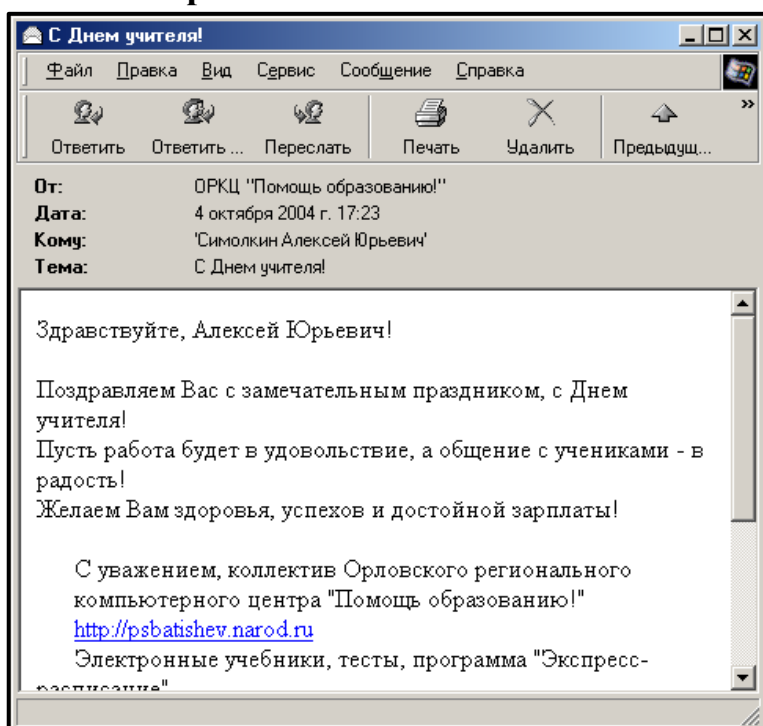 С Днем учителя!
Файл Правка Вид Сервис Сообщение Справка
Ответить Ответить ... Переслать Печать Удалить Предыдущ... »
От: ОРКЦ "Помощь образованию!"
Дата: 4 октября 2004 г. 17:23
Кому: 'Симолкин Алексей Юрьевич'
Тема: С Днем учителя!
Здравствуйте, Алексей Юрьевич!
Поздравляем Вас с замечательным праздником, с Днем
учителя!
Пусть работа будет в удовольствие, а общение с учениками - в
радость!
Желаем Вам здоровья, успехов и достойной зарплаты!
С уважением, коллектив Орловского регионального
компьютерного центра "Помощь образованию!"
http://psbatishev.narod.ru
Электронные учебники, тесты, программа "Экспресс-
расписание"